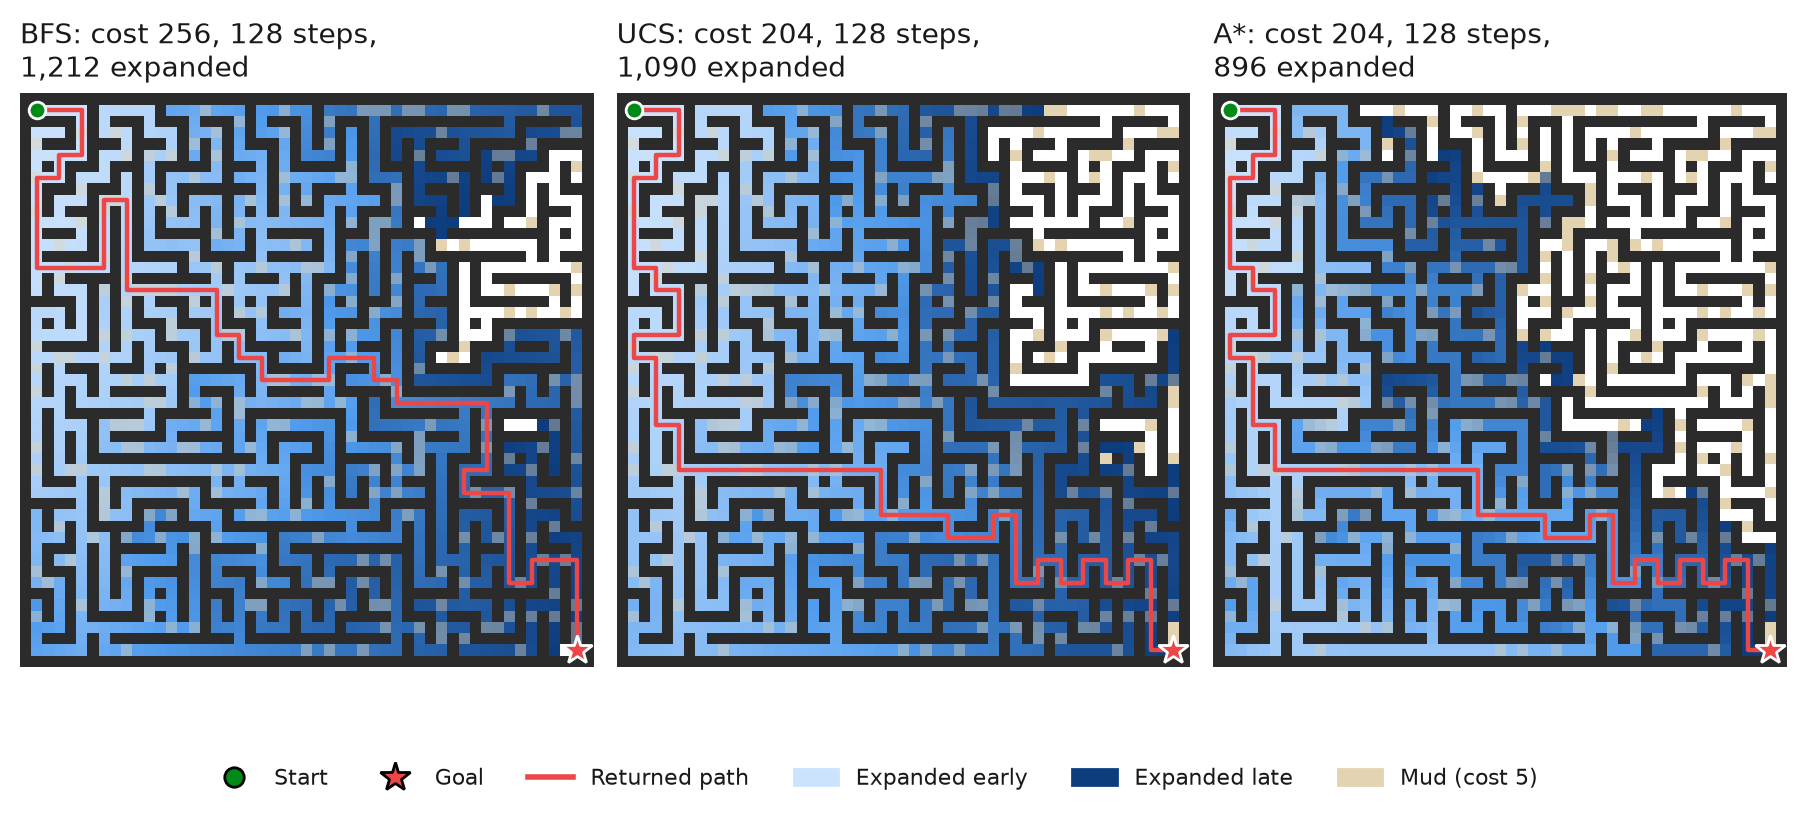 BFS: cost 256, 128 steps,
1,212 expanded
UCS: cost 204, 128 steps,
1,090 expanded
A*: cost 204, 128 steps,
896 expanded
Start
Goal
Returned path
Expanded early
Expanded late
Mud (cost 5)